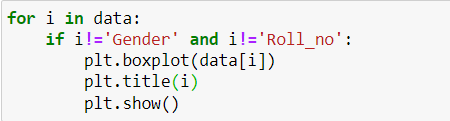 for i in data:
    if i!='Gender' and i!='Roll_no':
        plt.boxplot(data[i])
        plt.title(i)
        plt.show()